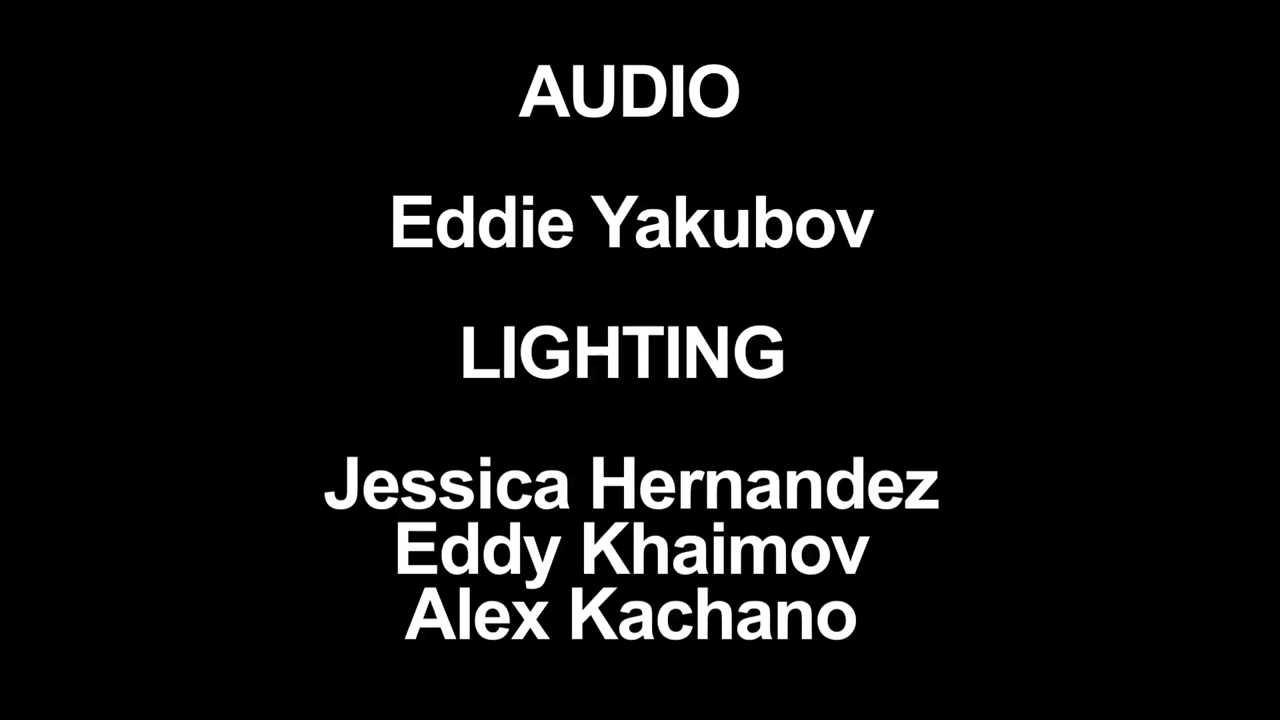 AUDIO
Eddie Yakubov
LIGHTING
Jessica Hernandez
Eddy Khaimov
Alex Kachano